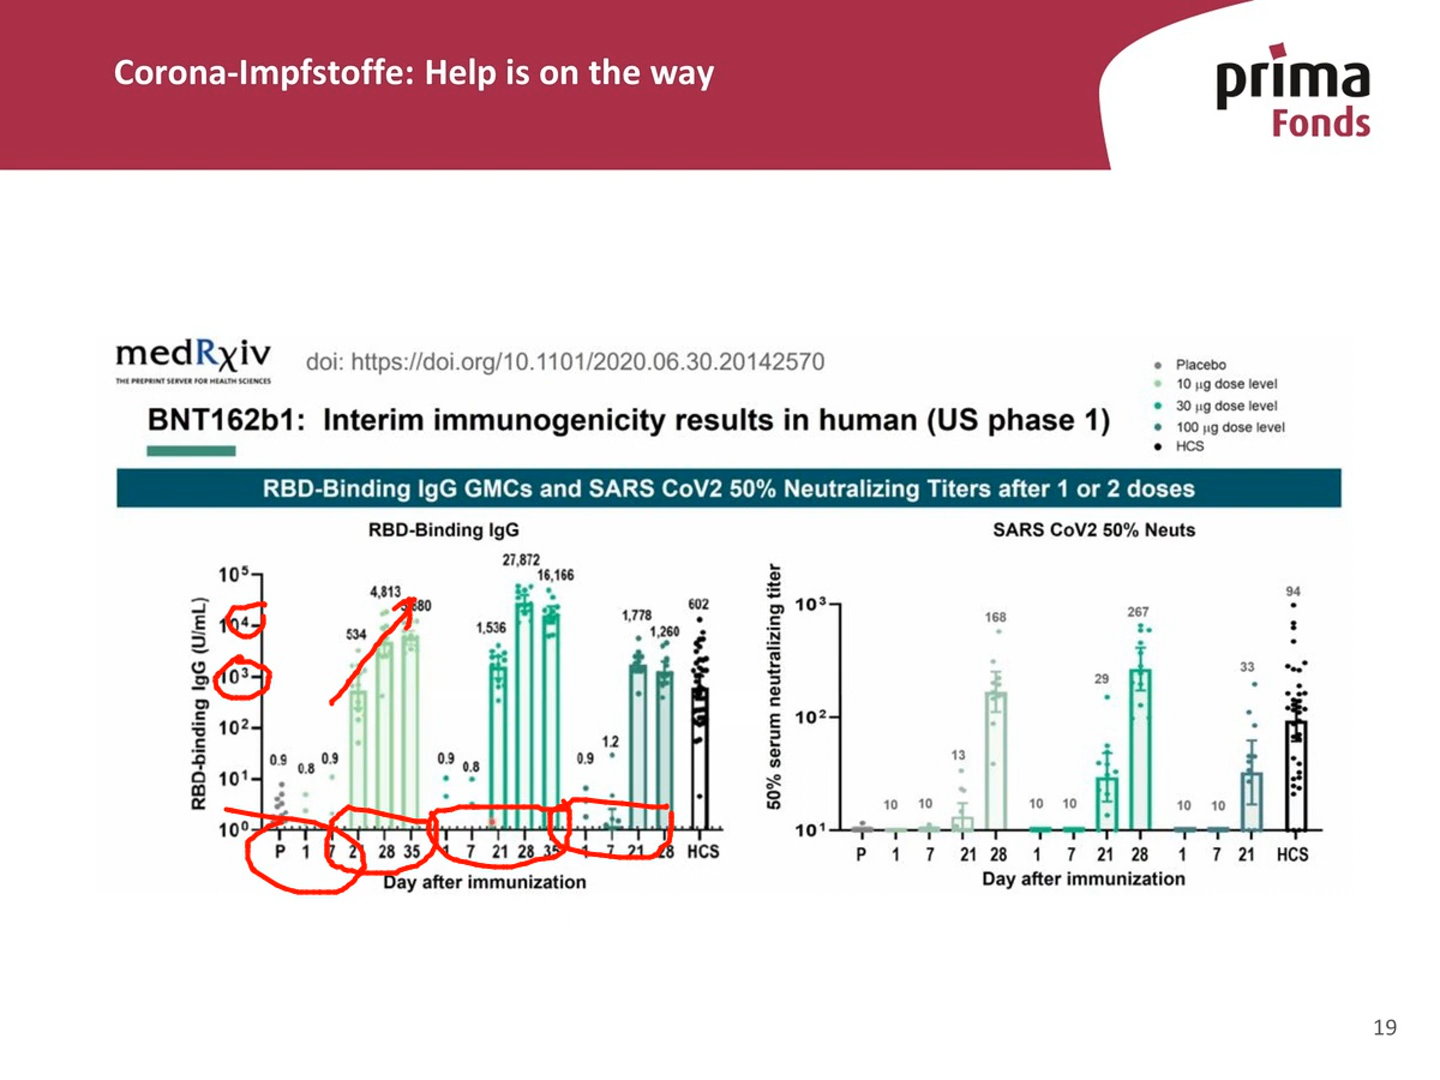 Corona-Impfstoffe: Help is on the way
prima
Fonds
medRxiv
THE PREPRINT SERVER FOR HEALTH SCIENCES
doi: https://doi.org/10.1101/2020.06.30.20142570
Placebo
10 µg dose level
30 µg dose level
100 µg dose level
HCS
BNT162b1: Interim immunogenicity results in human (US phase 1)
RBD-Binding IgG GMCs and SARS CoV2 50% Neutralizing Titers after 1 or 2 doses
RBD-Binding IgG
RBD-binding IgG (U/mL)
10⁵
10⁴
10³
10²
10¹
10⁰
0.9 0.8 0.9 534 4,813
0.9 0.8 1,536 27,872 16,166
0.9 1.2 1,778 1,260
602
P 1 7 21 28 35 1 7 21 28 35 1 7 21 28 HCS
Day after immunization
SARS CoV2 50% Neuts
50% serum neutralizing titer
10³
10²
10¹
10 10 13 168
10 10 29 267
10 10 33
94
P 1 7 21 28 1 7 21 28 1 7 21 HCS
Day after immunization
19